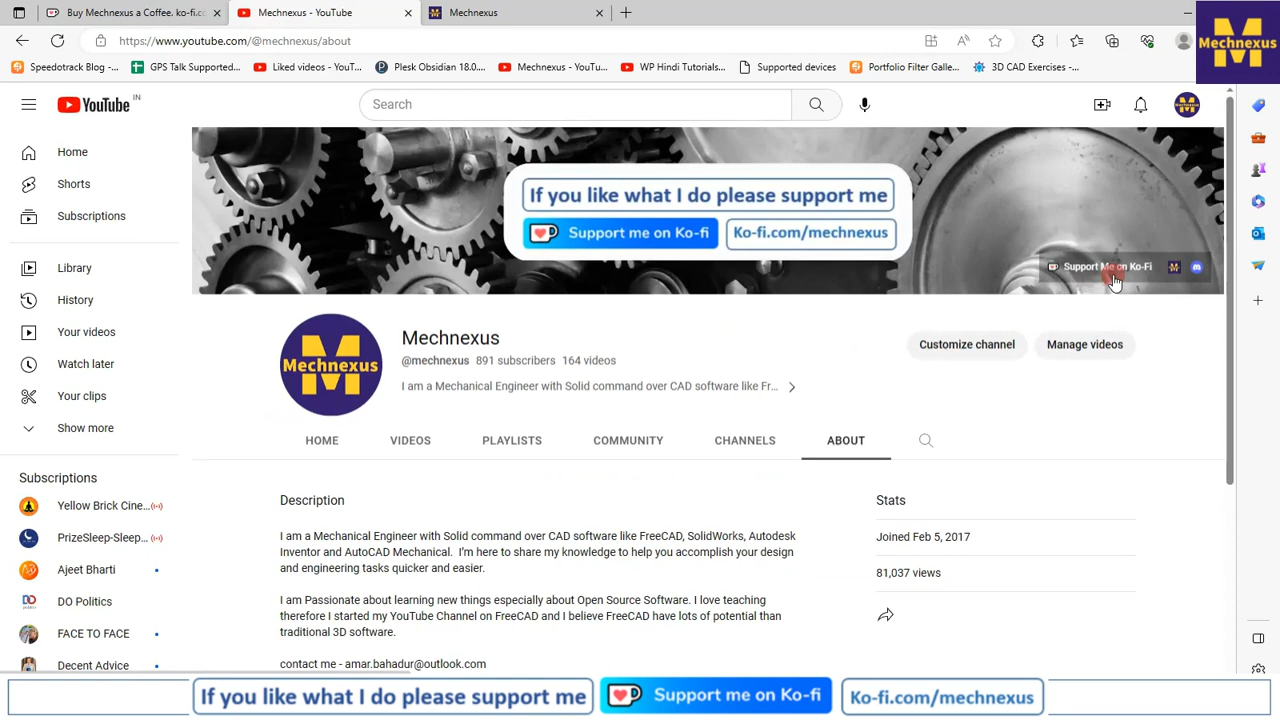 Buy Mechnexus a Coffee. ko-fi.co
Mechnexus - YouTube
Mechnexus
https://www.youtube.com/@mechnexus/about
Mechnexus
Speedotrack Blog -...
GPS Talk Supported...
Liked videos - YouT...
Plesk Obsidian 18.0...
Mechnexus - YouTu...
WP Hindi Tutorials...
Supported devices
Portfolio Filter Galle...
3D CAD Exercises -...
YouTube IN
Search
Home
Shorts
Subscriptions
Library
History
Your videos
Watch later
Your clips
Show more
Subscriptions
Yellow Brick Cine...
PrizeSleep-Sleep...
Ajeet Bharti
DO Politics
FACE TO FACE
Decent Advice
If you like what I do please support me
Support me on Ko-fi
Ko-fi.com/mechnexus
Support Me on Ko-Fi
Mechnexus
Mechnexus
@mechnexus 891 subscribers 164 videos
I am a Mechanical Engineer with Solid command over CAD software like Fr...
Customize channel
Manage videos
HOME
VIDEOS
PLAYLISTS
COMMUNITY
CHANNELS
ABOUT
Description
I am a Mechanical Engineer with Solid command over CAD software like FreeCAD, SolidWorks, Autodesk
Inventor and AutoCAD Mechanical. I'm here to share my knowledge to help you accomplish your design
and engineering tasks quicker and easier.
I am Passionate about learning new things especially about Open Source Software. I love teaching
therefore I started my YouTube Channel on FreeCAD and I believe FreeCAD have lots of potential than
traditional 3D software.
contact me - amar.bahadur@outlook.com
Stats
Joined Feb 5, 2017
81,037 views
If you like what I do please support me
Support me on Ko-fi
Ko-fi.com/mechnexus